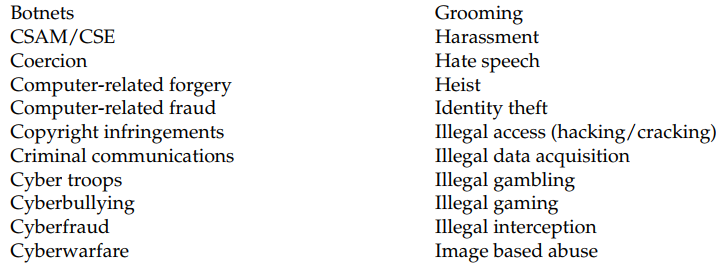 Botnets
CSAM/CSE
Coercion
Computer-related forgery
Computer-related fraud
Copyright infringements
Criminal communications
Cyber troops
Cyberbullying
Cyberfraud
Cyberwarfare
Grooming
Harassment
Hate speech
Heist
Identity theft
Illegal access (hacking/cracking)
Illegal data acquisition
Illegal gambling
Illegal gaming
Illegal interception
Image based abuse